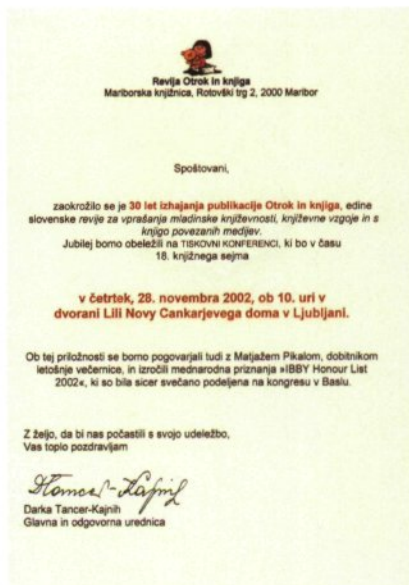 Revija Otrok in knjiga
Mariborska knjižnica, Rotovški trg 2, 2000 Maribor
Spoštovani,
zaokrožilo se je 30 let izhajanja publikacije Otrok in knjiga, edine
slovenske revije za vprašanja mladinske književnosti, književne vzgoje in s
knjigo povezanih medijev.
Jubilej bomo obeležili na TISKOVNI KONFERENCI, ki bo v času
18. knjižnega sejma
v četrtek, 28. novembra 2002, ob 10. uri v
dvorani Lili Novy Cankarjevega doma v Ljubljani.
Ob tej priložnosti se bomo pogovarjali tudi z Matjažem Pikalom, dobitnikom
letošnje večernice, in izročili mednarodna priznanja »IBBY Honour List
2002«, ki so bila sicer svečano podeljena na kongresu v Baslu.
Z željo, da bi nas počastili s svojo udeležbo,
Vas toplo pozdravljam
DTancer-Kajnih
Darka Tancer-Kajnih
Glavna in odgovorna urednica